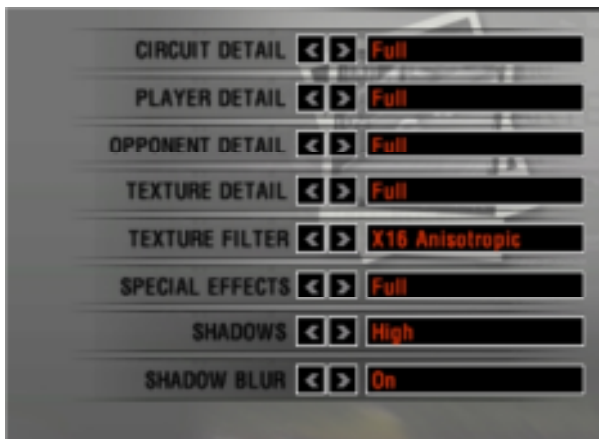 CIRCUIT DETAIL < > Full
PLAYER DETAIL < > Full
OPPONENT DETAIL < > Full
TEXTURE DETAIL < > Full
TEXTURE FILTER < > X16 Anisotropic
SPECIAL EFFECTS < > Full
SHADOWS < > High
SHADOW BLUR < > On